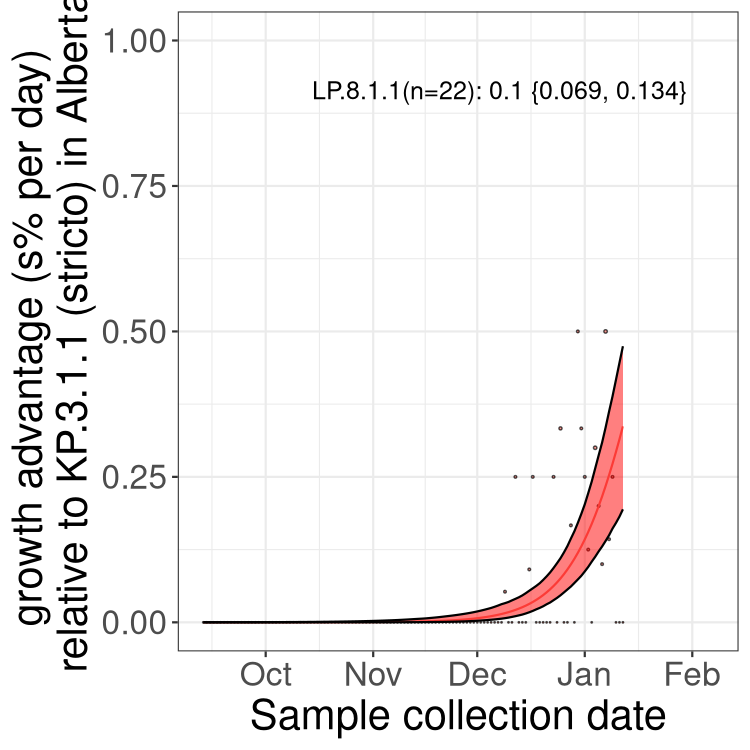 growth advantage (s% per day)
relative to KP.3.1.1 (stricto) in Alberta
1.00
0.75
0.50
0.25
0.00
LP.8.1.1(n=22): 0.1 {0.069, 0.134}
Oct Nov Dec Jan Feb
Sample collection date